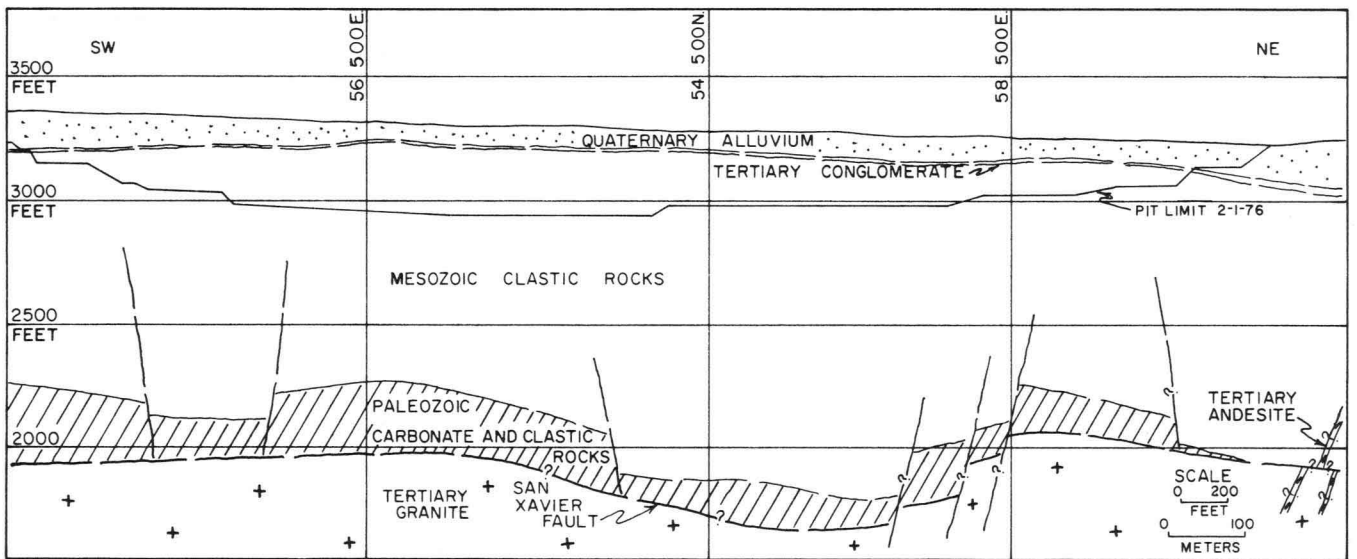 SW
56 500E.
54 500N.
58 500E.
NE
3500
FEET
QUATERNARY ALLUVIUM
TERTIARY CONGLOMERATE
3000
FEET
PIT LIMIT 2-1-76
MESOZOIC CLASTIC ROCKS
2500
FEET
PALEOZOIC
CARBONATE AND CLASTIC
ROCKS
TERTIARY
ANDESITE
2000
FEET
TERTIARY
GRANITE
SAN
XAVIER
FAULT
? ? ? ? ? ? ? ? ? ? ?
SCALE
0 200
FEET
0 100
METERS